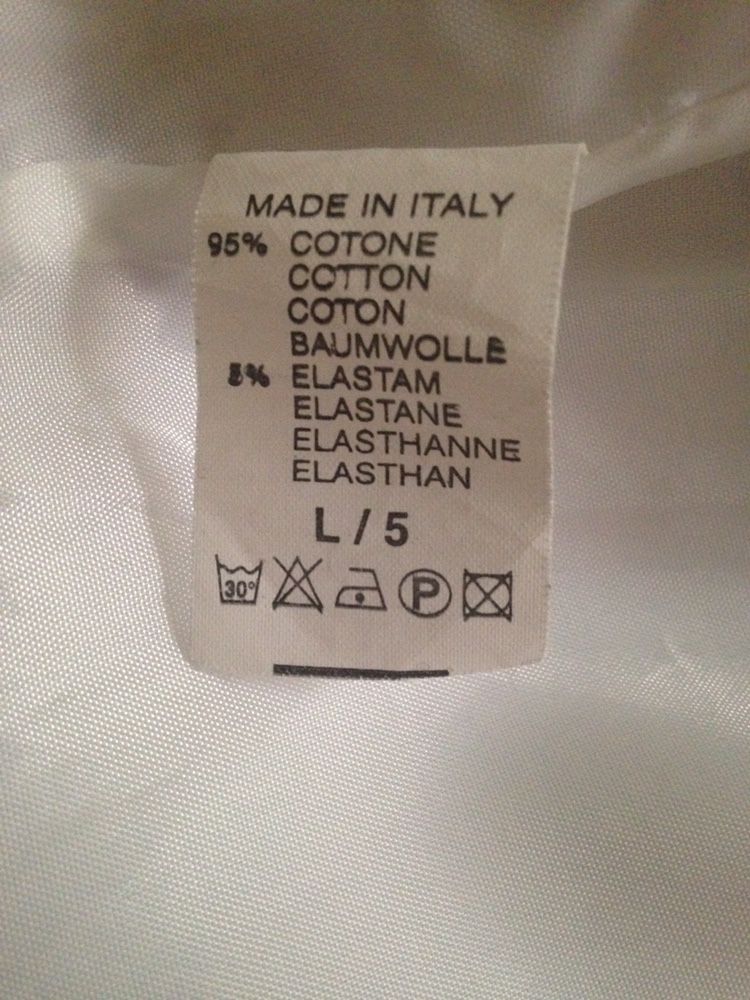 MADE IN ITALY
95% COTONE
COTTON
COTON
BAUMWOLLE
5% ELASTAM
ELASTANE
ELASTHANNE
ELASTHAN
L / 5
30° P